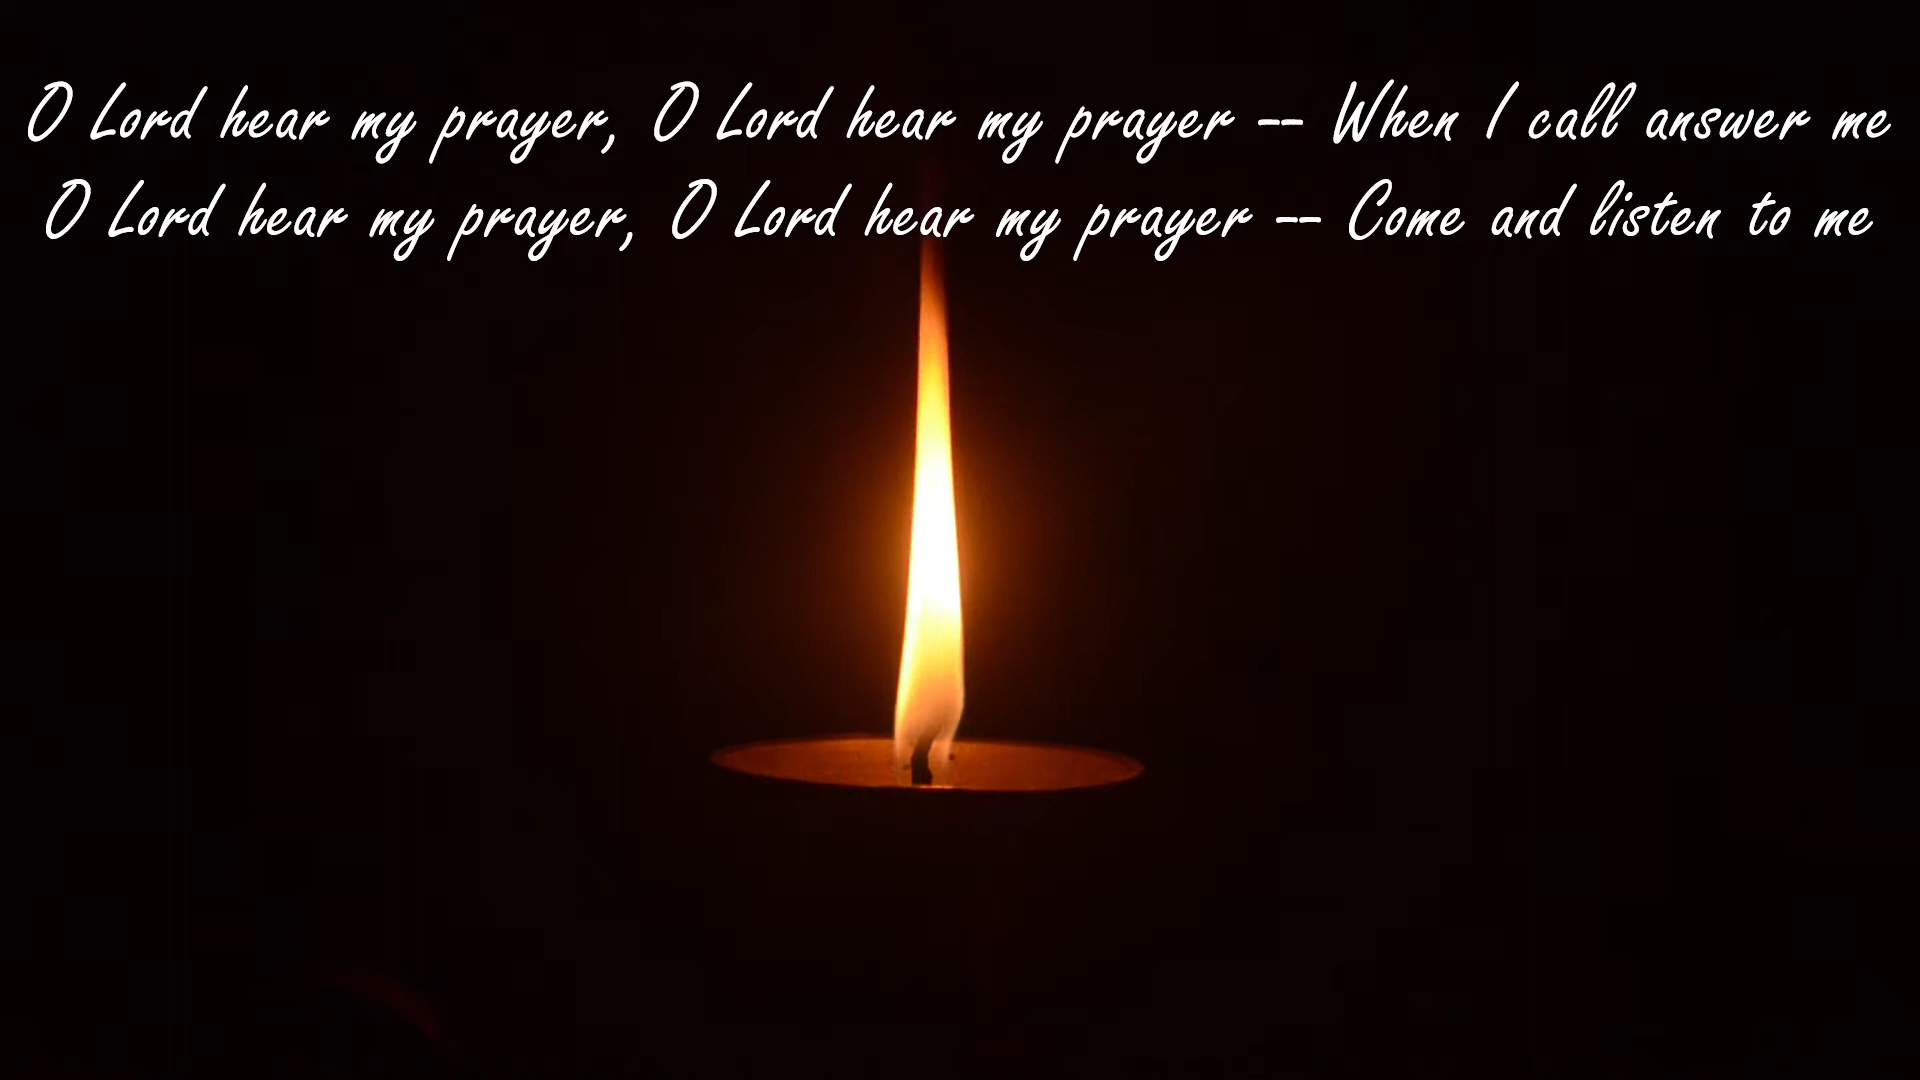 O Lord hear my prayer, O Lord hear my prayer -- When I call answer me
O Lord hear my prayer, O Lord hear my prayer -- Come and listen to me